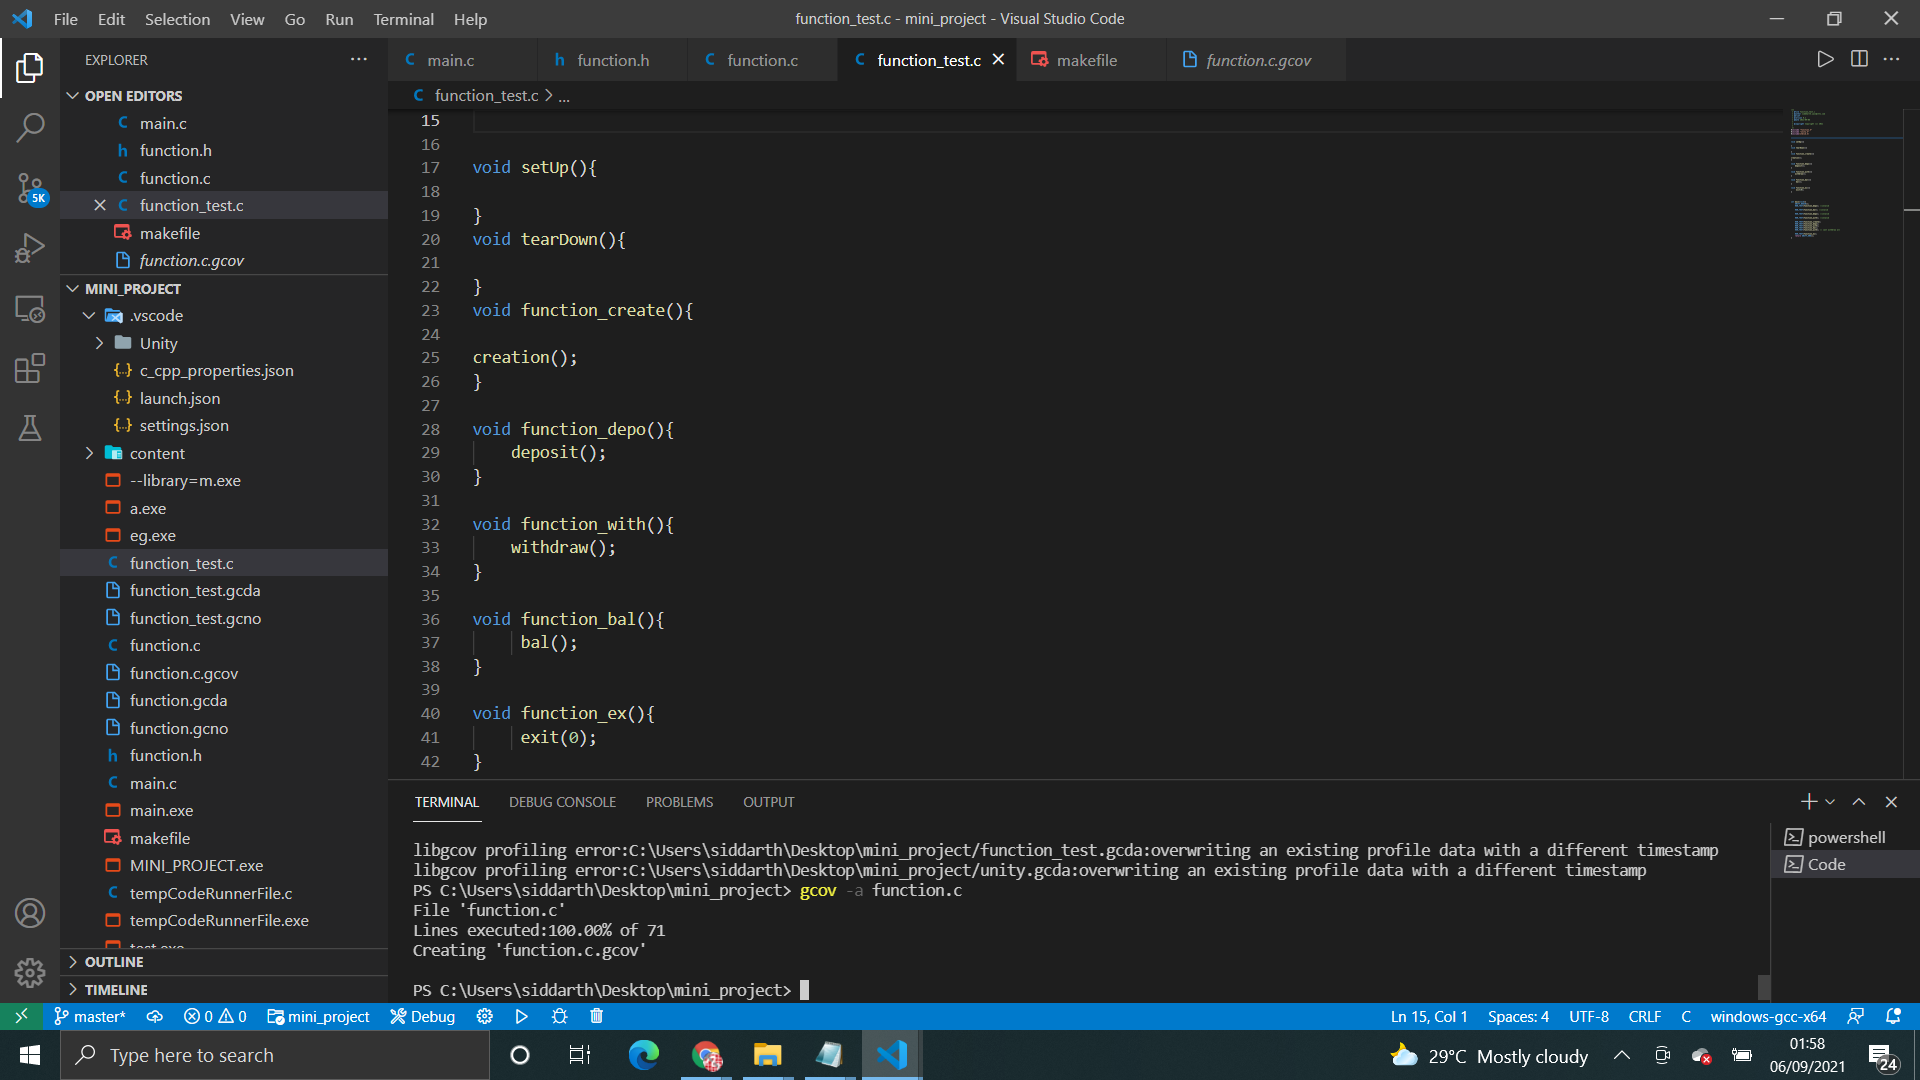 File Edit Selection View Go Run Terminal Help
function_test.c - mini_project - Visual Studio Code
EXPLORER
OPEN EDITORS
main.c
function.h
function.c
function_test.c
makefile
function.c.gcov
5K
MINI_PROJECT
.vscode
Unity
{..} c_cpp_properties.json
{..} launch.json
{..} settings.json
content
--library=m.exe
a.exe
eg.exe
function_test.c
function_test.gcda
function_test.gcno
function.c
function.c.gcov
function.gcda
function.gcno
function.h
main.c
main.exe
makefile
MINI_PROJECT.exe
tempCodeRunnerFile.c
tempCodeRunnerFile.exe
test.exe
OUTLINE
TIMELINE
main.c function.h function.c function_test.c makefile function.c.gcov
function_test.c > ...
15
16
17 void setUp(){
18
19 }
20 void tearDown(){
21
22 }
23 void function_create(){
24
25 creation();
26 }
27
28 void function_depo(){
29 deposit();
30 }
31
32 void function_with(){
33 withdraw();
34 }
35
36 void function_bal(){
37 bal();
38 }
39
40 void function_ex(){
41 exit(0);
42 }
TERMINAL DEBUG CONSOLE PROBLEMS OUTPUT
powershell
Code
libgcov profiling error:C:\Users\siddarth\Desktop\mini_project/function_test.gcda:overwriting an existing profile data with a different timestamp
libgcov profiling error:C:\Users\siddarth\Desktop\mini_project/unity.gcda:overwriting an existing profile data with a different timestamp
PS C:\Users\siddarth\Desktop\mini_project> gcov -a function.c
File 'function.c'
Lines executed:100.00% of 71
Creating 'function.c.gcov'
PS C:\Users\siddarth\Desktop\mini_project>
master* 0 0 mini_project Debug
Ln 15, Col 1 Spaces: 4 UTF-8 CRLF C windows-gcc-x64
Type here to search
29°C Mostly cloudy
01:58
06/09/2021
24